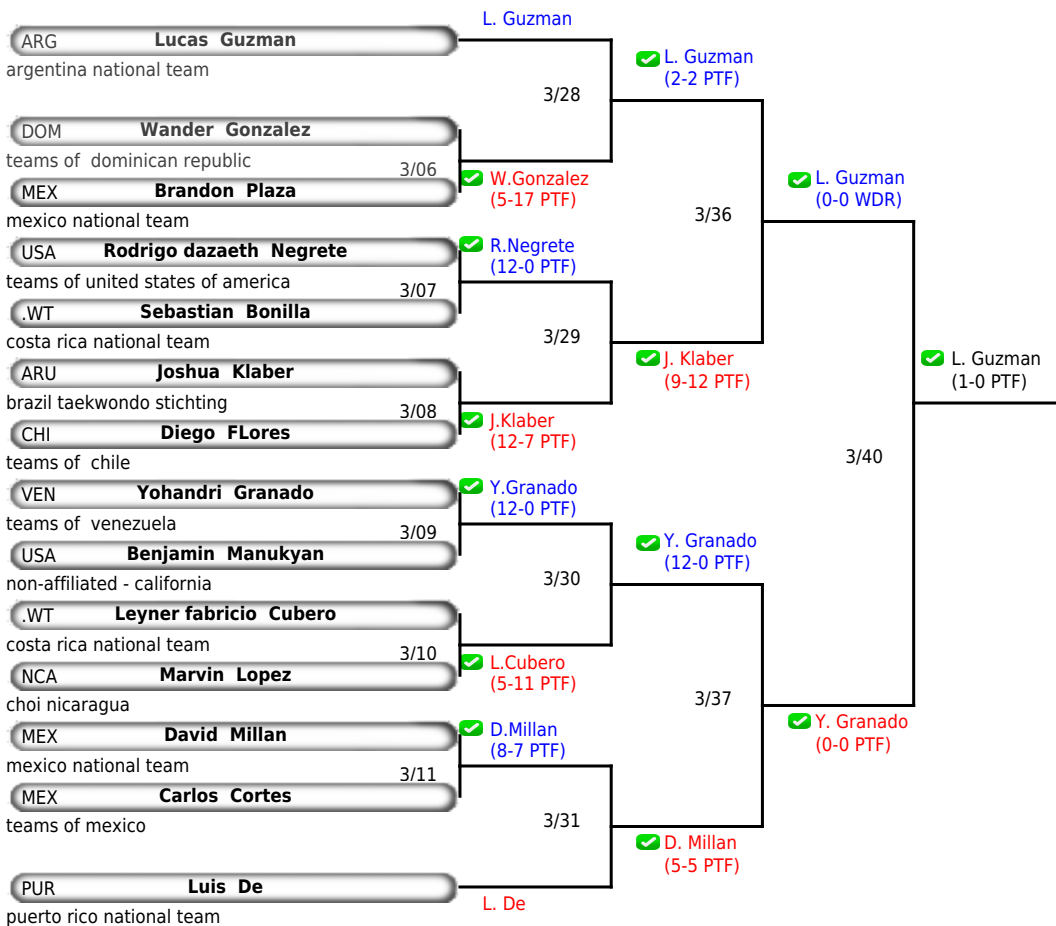 L. Guzman
ARG Lucas Guzman
argentina national team
L. Guzman
(2-2 PTF)
3/28
DOM Wander Gonzalez
teams of dominican republic
3/06
W.Gonzalez
(5-17 PTF)
MEX Brandon Plaza
mexico national team
L. Guzman
(0-0 WDR)
3/36
USA Rodrigo dazaeth Negrete
R.Negrete
(12-0 PTF)
teams of united states of america
3/07
.WT Sebastian Bonilla
costa rica national team
3/29
J. Klaber
(9-12 PTF)
ARU Joshua Klaber
brazil taekwondo stichting
3/08
J.Klaber
(12-7 PTF)
CHI Diego FLores
teams of chile
L. Guzman
(1-0 PTF)
3/40
VEN Yohandri Granado
Y.Granado
(12-0 PTF)
teams of venezuela
3/09
USA Benjamin Manukyan
non-affiliated - california
Y. Granado
(12-0 PTF)
3/30
.WT Leyner fabricio Cubero
costa rica national team
3/10
L.Cubero
(5-11 PTF)
NCA Marvin Lopez
choi nicaragua
3/37
Y. Granado
(0-0 PTF)
MEX David Millan
D.Millan
(8-7 PTF)
mexico national team
3/11
MEX Carlos Cortes
teams of mexico
3/31
D. Millan
(5-5 PTF)
PUR Luis De
L. De
puerto rico national team